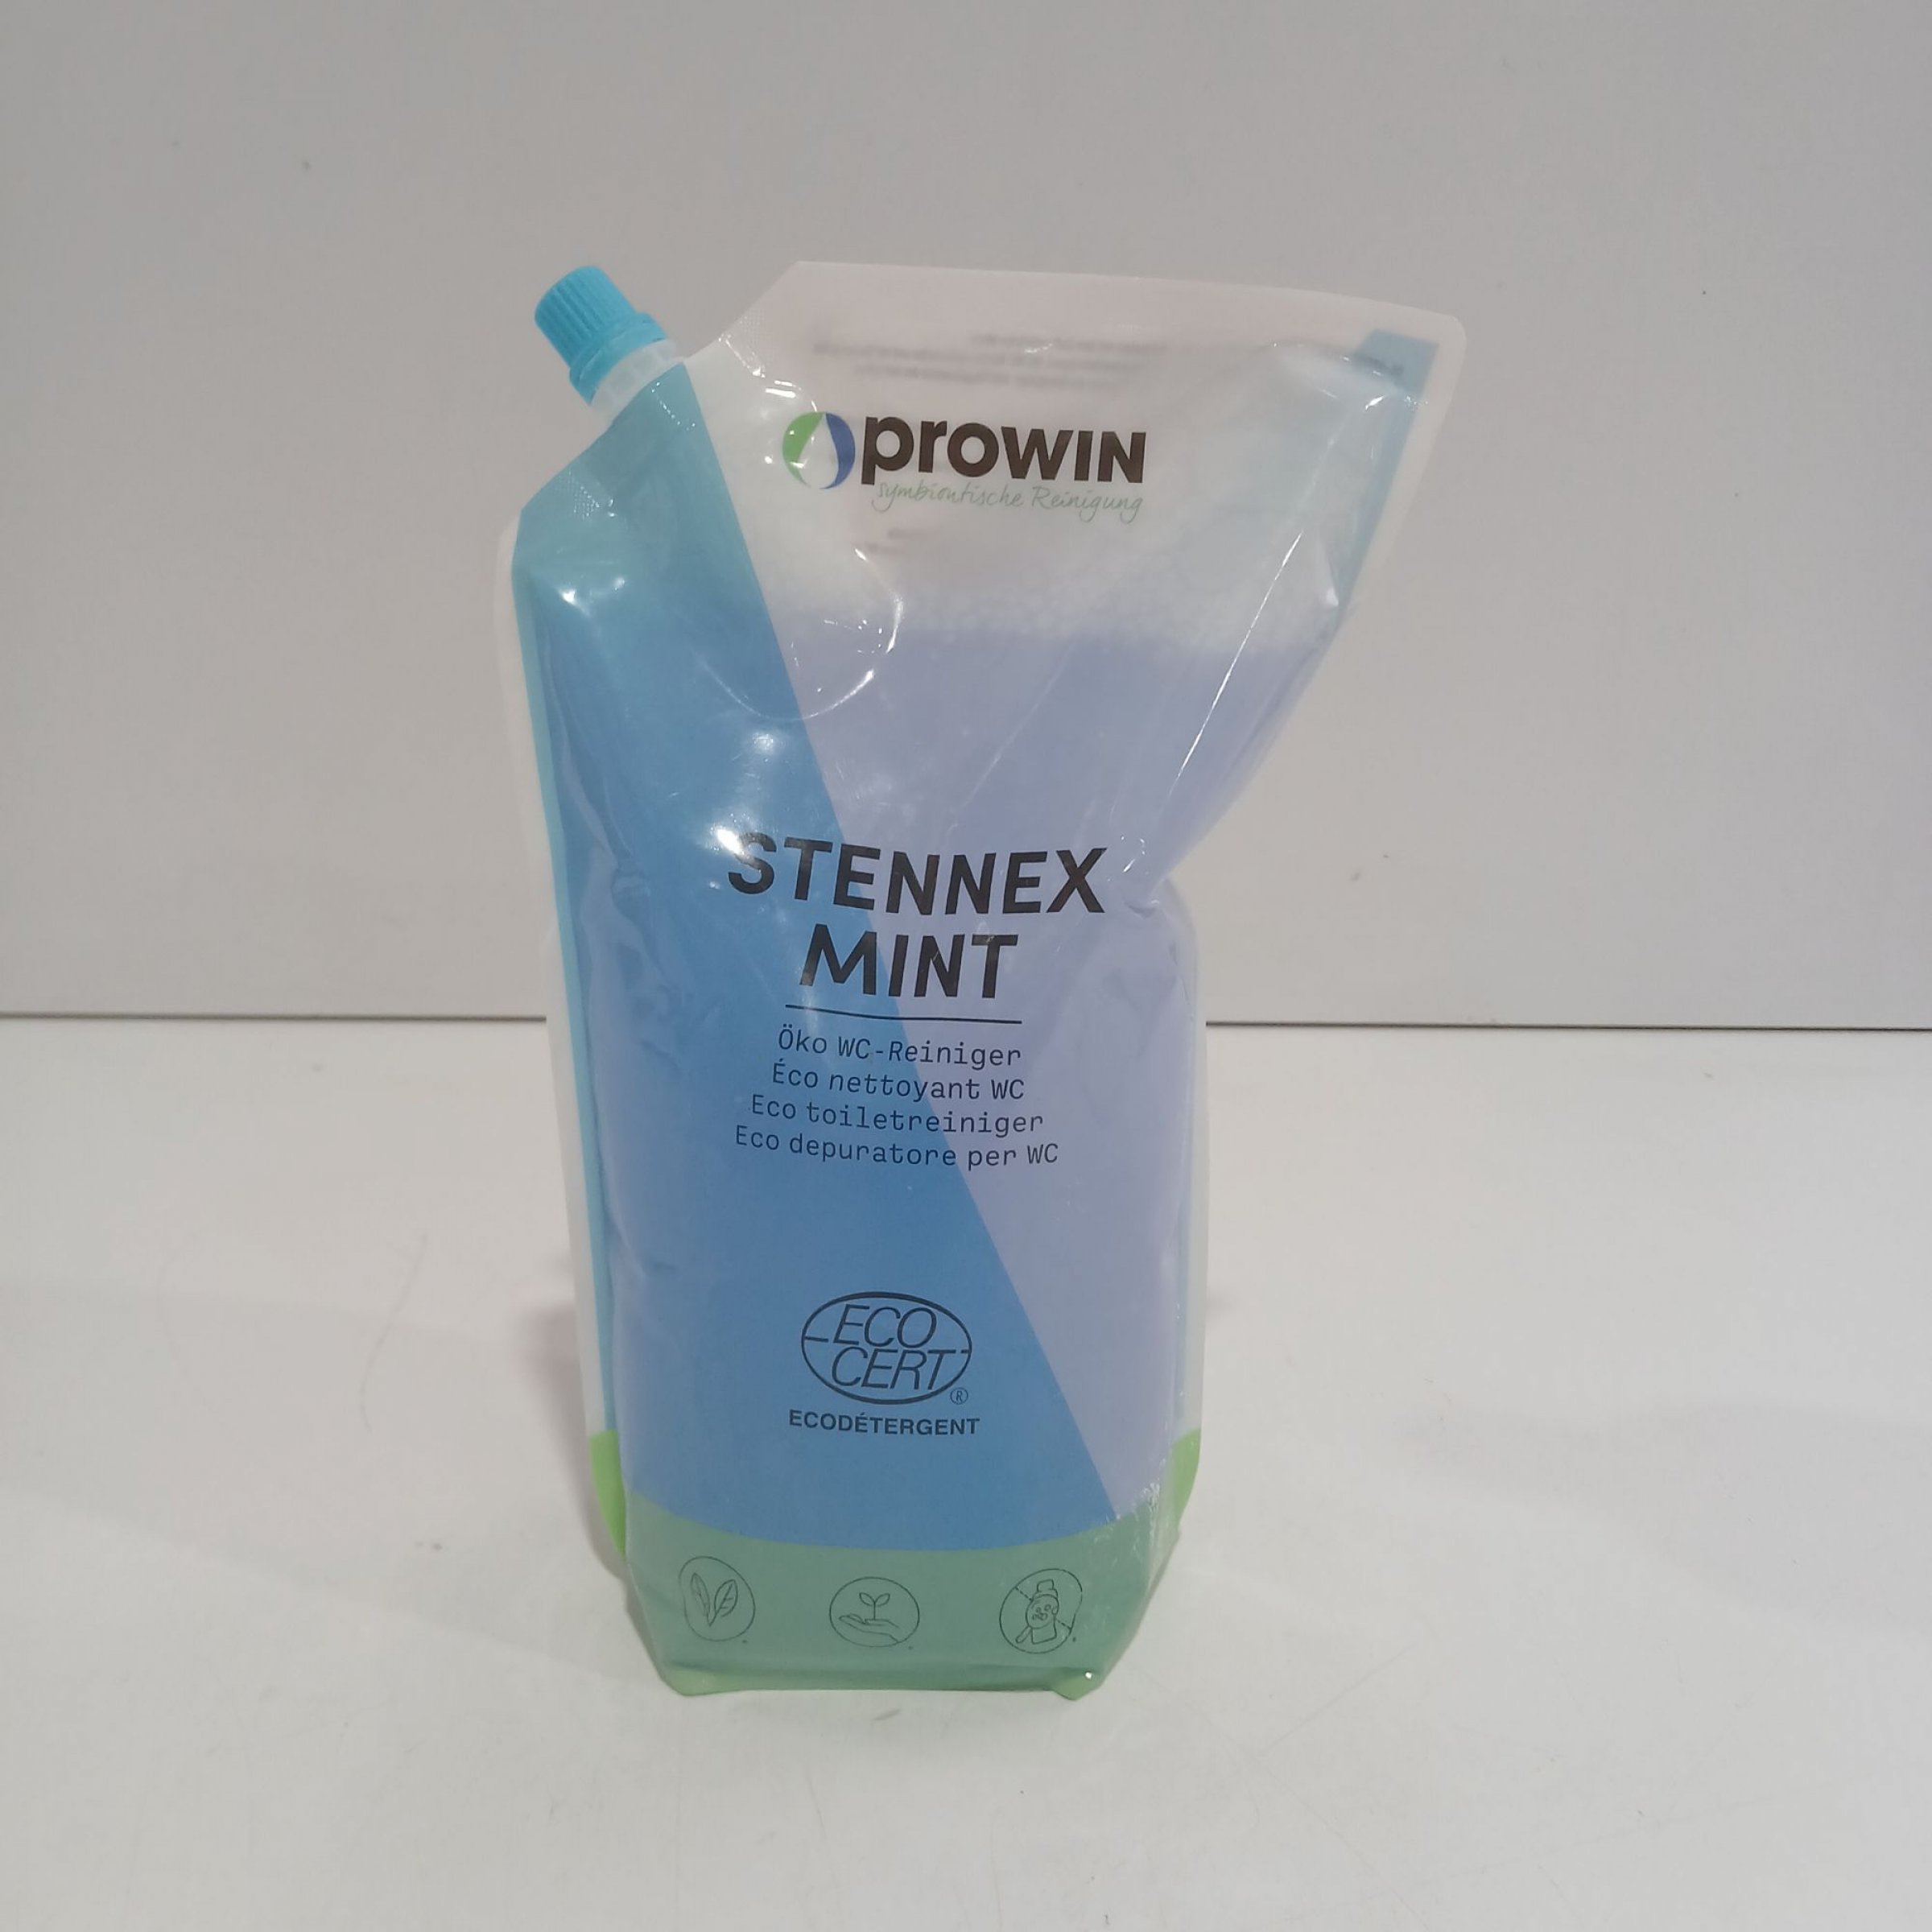 prowin
symbiontische Reinigung
STENNEX
MINT
Öko WC-Reiniger
Éco nettoyant WC
Eco toiletreiniger
Eco depuratore per WC
ECO
CERT
®
ECODÉTERGENT